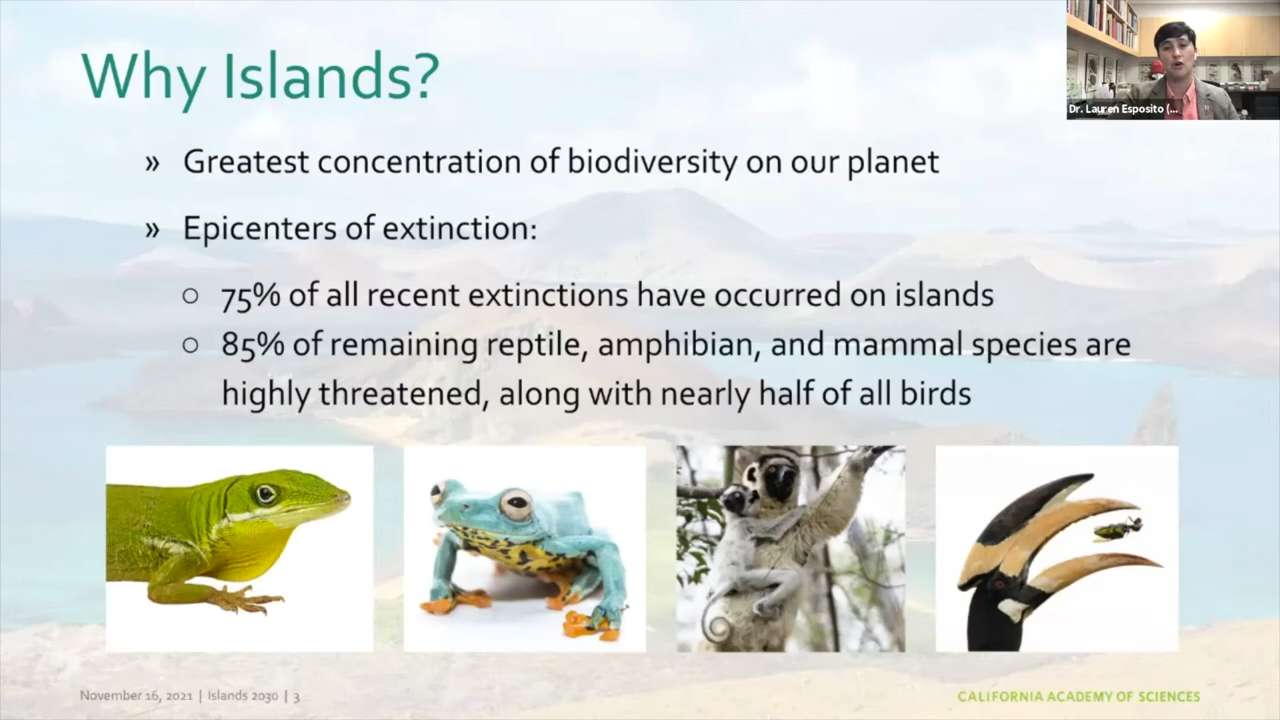 Why Islands?
Dr. Lauren Esposito (...
» Greatest concentration of biodiversity on our planet
» Epicenters of extinction:
○ 75% of all recent extinctions have occurred on islands
○ 85% of remaining reptile, amphibian, and mammal species are
highly threatened, along with nearly half of all birds
November 16, 2021 | Islands 2030 | 3
CALIFORNIA ACADEMY OF SCIENCES